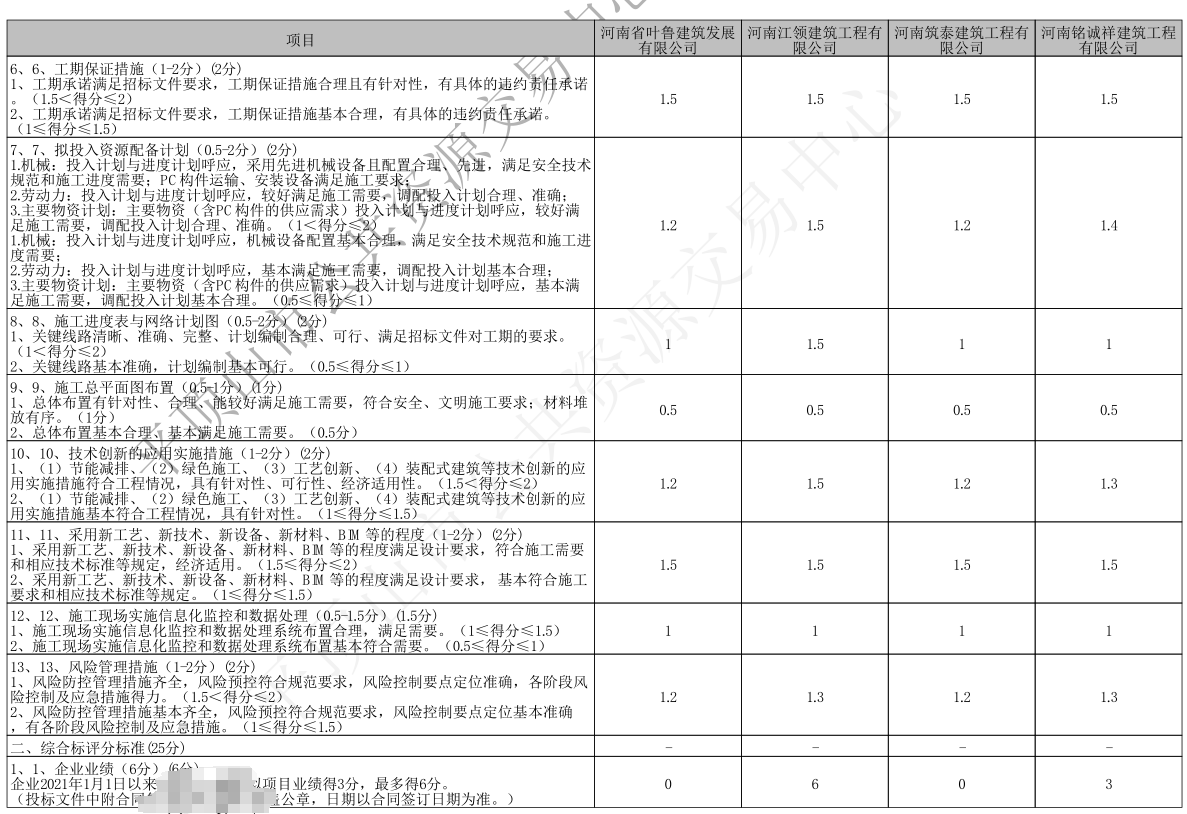 项目
河南省叶鲁建筑发展
有限公司
河南江领建筑工程有
限公司
河南筑泰建筑工程有
限公司
河南铭诚祥建筑工程
有限公司
6、6、工期保证措施（1-2分）(2分)
1、工期承诺满足招标文件要求，工期保证措施合理且有针对性，有具体的违约责任承诺
。（1.5＜得分≤2）
2、工期承诺满足招标文件要求，工期保证措施基本合理，有具体的违约责任承诺。
（1≤得分≤1.5）
1.5 1.5 1.5 1.5
7、7、拟投入资源配备计划（0.5-2分）(2分)
1.机械：投入计划与进度计划呼应，采用先进机械设备且配置合理、先进，满足安全技术
规范和施工进度需要；PC构件运输、安装设备满足施工要求；
2.劳动力：投入计划与进度计划呼应，较好满足施工需要，调配投入计划合理、准确；
3.主要物资计划：主要物资（含PC构件的供应需求）投入计划与进度计划呼应，较好满
足施工需要，调配投入计划合理、准确。（1＜得分≤2）
1.机械：投入计划与进度计划呼应，机械设备配置基本合理，满足安全技术规范和施工进
度需要；
2.劳动力：投入计划与进度计划呼应，基本满足施工需要，调配投入计划基本合理；
3.主要物资计划：主要物资（含PC构件的供应需求）投入计划与进度计划呼应，基本满
足施工需要，调配投入计划基本合理。（0.5≤得分≤1）
1.2 1.5 1.2 1.4
8、8、施工进度表与网络计划图（0.5-2分）(2分)
1、关键线路清晰、准确、完整、计划编制合理、可行、满足招标文件对工期的要求。
（1＜得分≤2）
2、关键线路基本准确，计划编制基本可行。（0.5≤得分≤1）
1 1.5 1 1
9、9、施工总平面图布置（0.5-1分）(1分)
1、总体布置有针对性、合理、能较好满足施工需要，符合安全、文明施工要求；材料堆
放有序。（1分）
2、总体布置基本合理、基本满足施工需要。（0.5分）
0.5 0.5 0.5 0.5
10、10、技术创新的应用实施措施（1-2分）(2分)
1、（1）节能减排、（2）绿色施工、（3）工艺创新、（4）装配式建筑等技术创新的应
用实施措施符合工程情况，具有针对性、可行性、经济适用性。（1.5＜得分≤2）
2、（1）节能减排、（2）绿色施工、（3）工艺创新、（4）装配式建筑等技术创新的应
用实施措施基本符合工程情况，具有针对性。（1≤得分≤1.5）
1.2 1.5 1.2 1.3
11、11、采用新工艺、新技术、新设备、新材料、BIM 等的程度（1-2分）(2分)
1、采用新工艺、新技术、新设备、新材料、BIM 等的程度满足设计要求，符合施工需要
和相应技术标准等规定，经济适用。（1.5≤得分≤2）
2、采用新工艺、新技术、新设备、新材料、BIM 等的程度满足设计要求， 基本符合施工
要求和相应技术标准等规定。（1≤得分≤1.5）
1.5 1.5 1.5 1.5
12、12、施工现场实施信息化监控和数据处理（0.5-1.5分）(1.5分)
1、施工现场实施信息化监控和数据处理系统布置合理，满足需要。（1≤得分≤1.5）
2、施工现场实施信息化监控和数据处理系统布置基本符合需要。（0.5≤得分≤1）
1 1 1 1
13、13、风险管理措施（1-2分）(2分)
1、风险防控管理措施齐全，风险预控符合规范要求，风险控制要点定位准确，各阶段风
险控制及应急措施得力。（1.5＜得分≤2）
2、风险防控管理措施基本齐全，风险预控符合规范要求，风险控制要点定位基本准确
，有各阶段风险控制及应急措施。（1≤得分≤1.5）
1.2 1.3 1.2 1.3
二、综合标评分标准(25分)
– – – –
1、1、企业业绩（6分）(6分)
企业2021年1月1日以来 项目业绩得3分，最多得6分。
（投标文件中附合同 公章，日期以合同签订日期为准。）
0 6 0 3
平顶山市公共资源交易中心
平顶山市公共资源交易中心